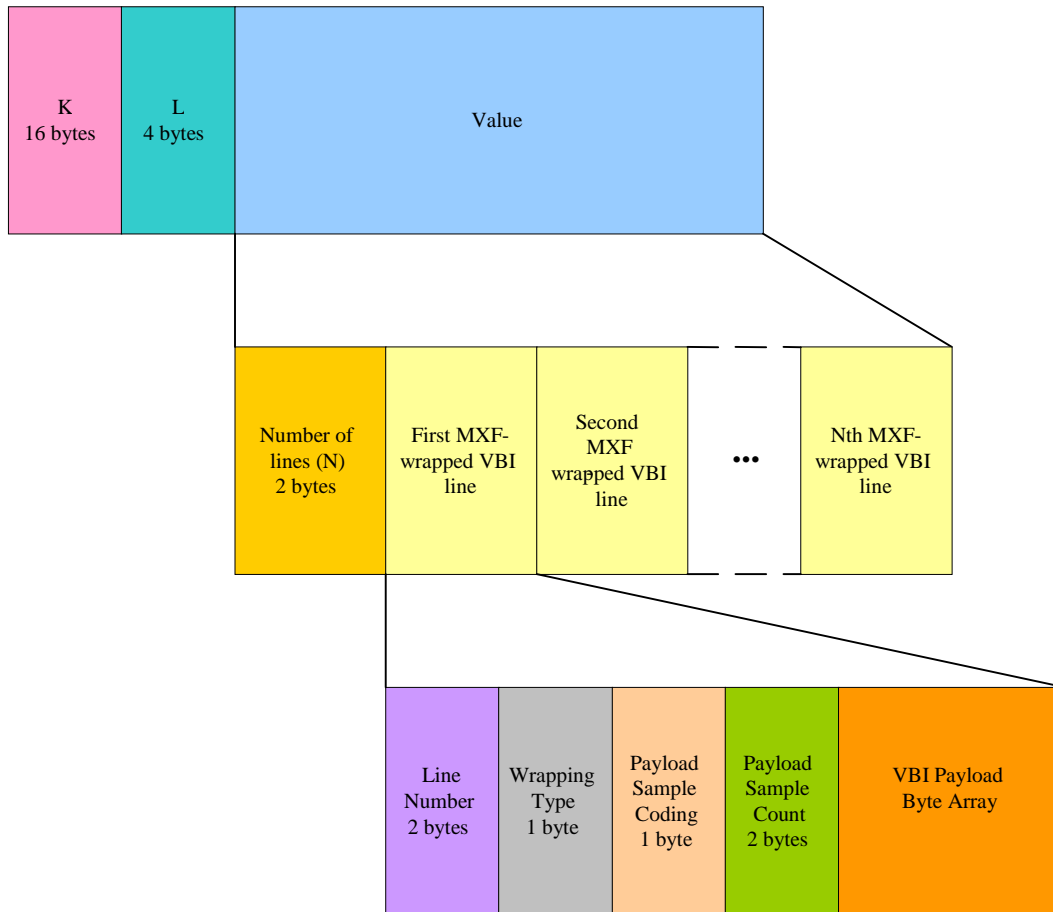 K
16 bytes
L
4 bytes
Value
Number of
lines (N)
2 bytes
First MXF-
wrapped VBI
line
Second
MXF
wrapped VBI
line
•••
Nth MXF-
wrapped VBI
line
Line
Number
2 bytes
Wrapping
Type
1 byte
Payload
Sample
Coding
1 byte
Payload
Sample
Count
2 bytes
VBI Payload
Byte Array